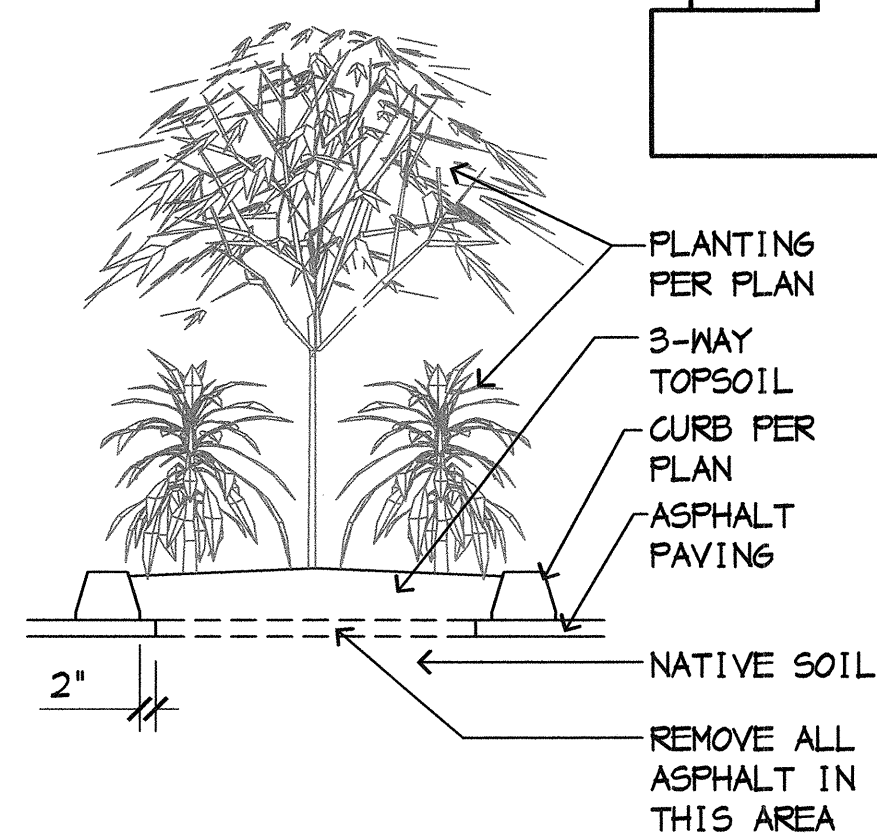 PLANTING
PER PLAN
3-WAY
TOPSOIL
CURB PER
PLAN
ASPHALT
PAVING
NATIVE SOIL
2"
REMOVE ALL
ASPHALT IN
THIS AREA